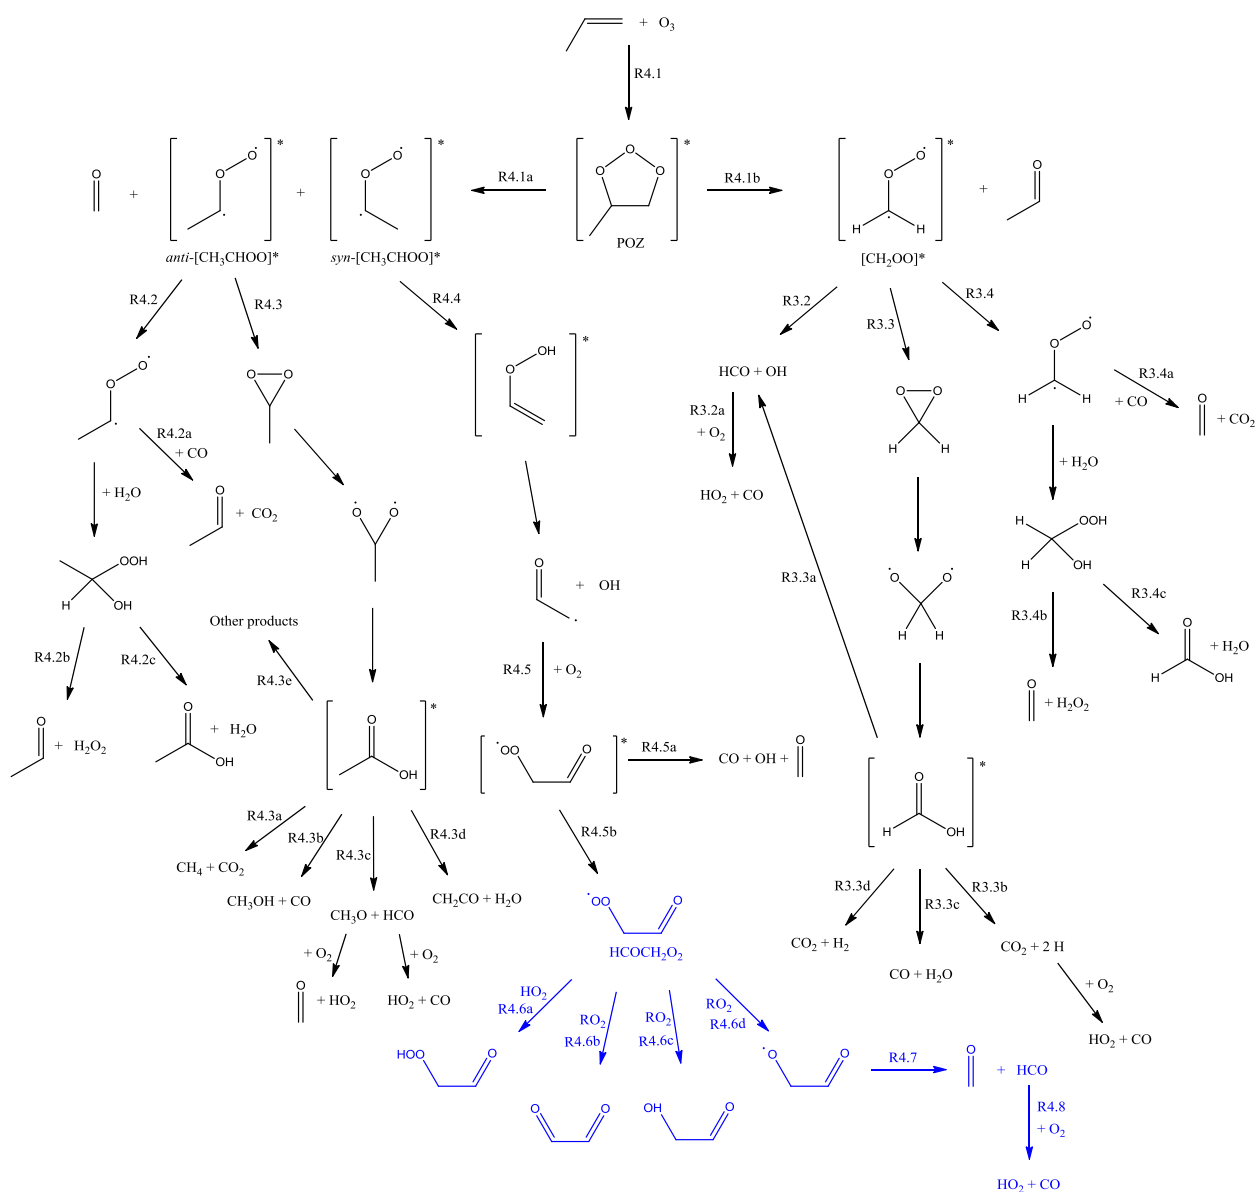 + O3
R4.1
O
O
O
*
POZ
R4.1a
R4.1b
O
+
O
O
*
anti-[CH3CHOO]*
+
O
O
*
syn-[CH3CHOO]*
O
O
H
H
*
[CH2OO]*
+
O
R4.2
R4.3
R4.4
R3.2
R3.3
R3.4
O
O
O
O
OH
O
*
HCO + OH
O
O
H
H
O
O
H
H
R3.4a
+ CO
O
+ CO2
R4.2a
+ CO
R3.2a
+ O2
+ H2O
O
+ CO2
O
O
HO2 + CO
+ H2O
OOH
H
OH
O
+ OH
R3.3a
O
O
H
H
H
OOH
H
OH
Other products
R4.3e
R4.2b
R4.2c
R4.5
+ O2
R3.4b
R3.4c
O
+ H2O
H
OH
O
+ H2O2
O
+ H2O
OH
O
OH
*
OO
O
*
R4.5a
CO + OH +
O
O
+ H2O2
O
H
OH
*
R4.3a
R4.3b
R4.3c
R4.3d
R4.5b
CH4 + CO2
CH3OH + CO
CH3O + HCO
CH2CO + H2O
OO
O
HCOCH2O2
R3.3d
R3.3c
R3.3b
CO2 + H2
CO + H2O
CO2 + 2 H
+ O2
+ O2
O
+ HO2
HO2 + CO
+ O2
HO2 + CO
HO2
R4.6a
RO2
R4.6b
RO2
R4.6c
RO2
R4.6d
HOO
O
O
O
OH
O
O
O
R4.7
O
+ HCO
R4.8
+ O2
HO2 + CO